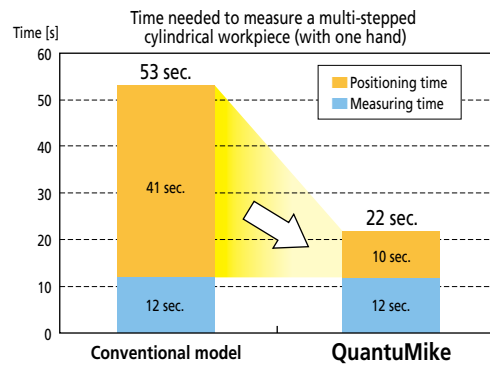 Time needed to measure a multi-stepped
cylindrical workpiece (with one hand)
Time [s]
60
50
40
30
20
10
0
53 sec.
41 sec.
12 sec.
Positioning time
Measuring time
22 sec.
10 sec.
12 sec.
Conventional model
QuantuMike